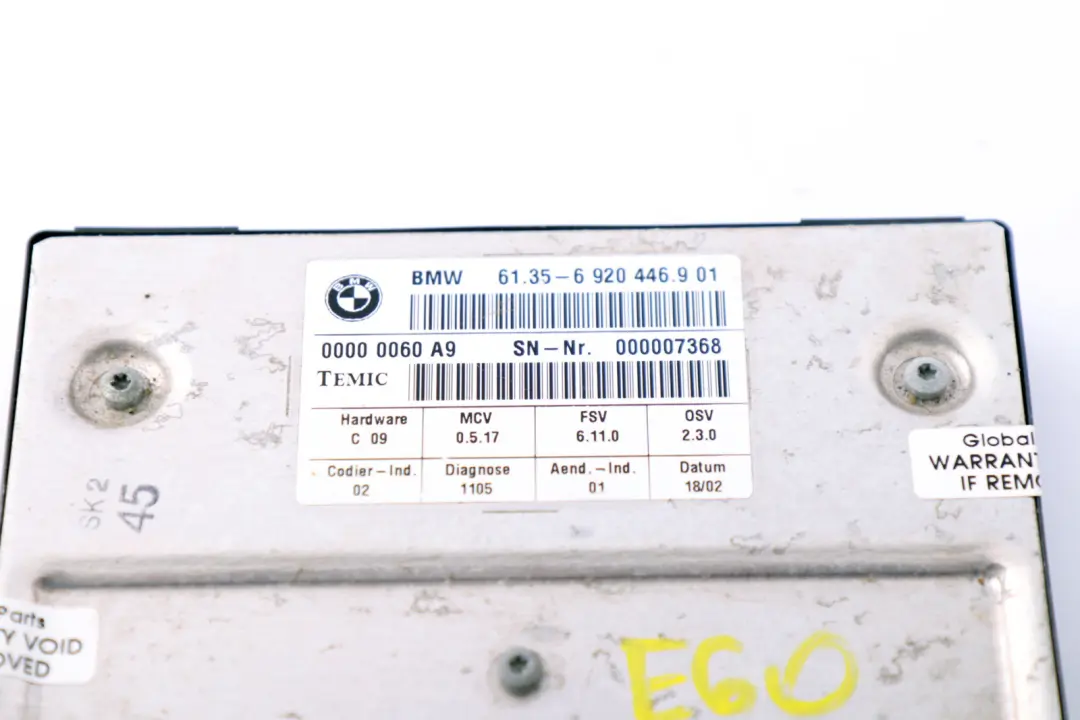 BMW
BMW 61.35-6 920 446.9 01
0000 0060 A9 SN-Nr. 000007368
TEMIC
Hardware MCV FSV OSV
C 09 0.5.17 6.11.0 2.3.0
Codier-Ind. Diagnose Aend.-Ind. Datum
02 1105 01 18/02
Global
WARRANT
IF REMO
SK2
45
Parts
Y VOID
OVED
E60